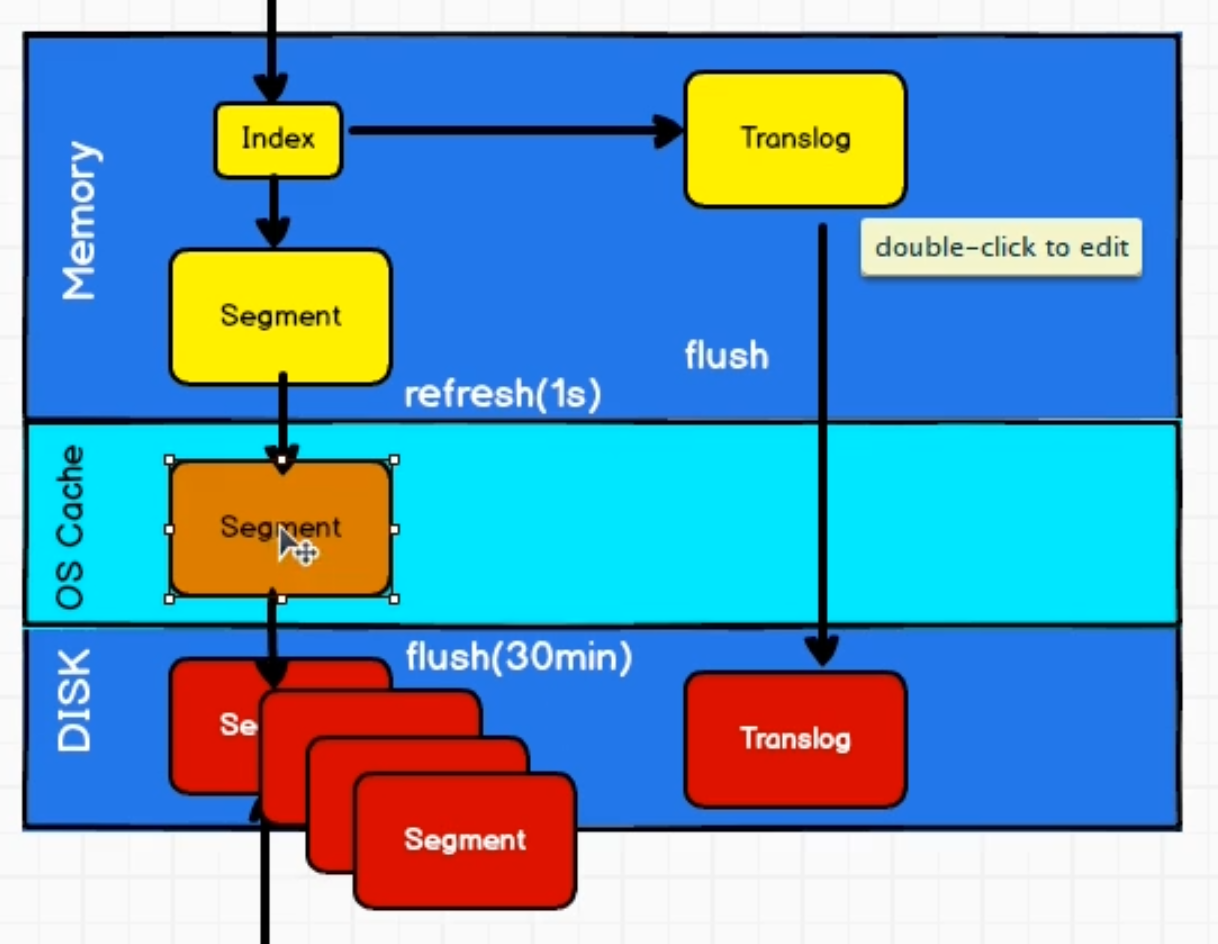 Memory
Index
Translog
double-click to edit
Segment
flush
refresh(1s)
OS Cache
Segment
DISK
flush(30min)
Se
Translog
Segment